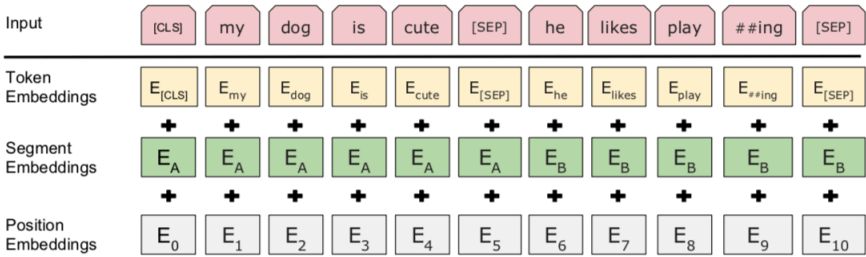 Input [CLS] my dog is cute [SEP] he likes play ##ing [SEP]
Token Embeddings E[CLS] Emy Edog Eis Ecute E[SEP] Ehe Elikes Eplay E##ing E[SEP]
+ + + + + + + + + + +
Segment Embeddings EA EA EA EA EA EA EB EB EB EB EB
+ + + + + + + + + + +
Position Embeddings E0 E1 E2 E3 E4 E5 E6 E7 E8 E9 E10